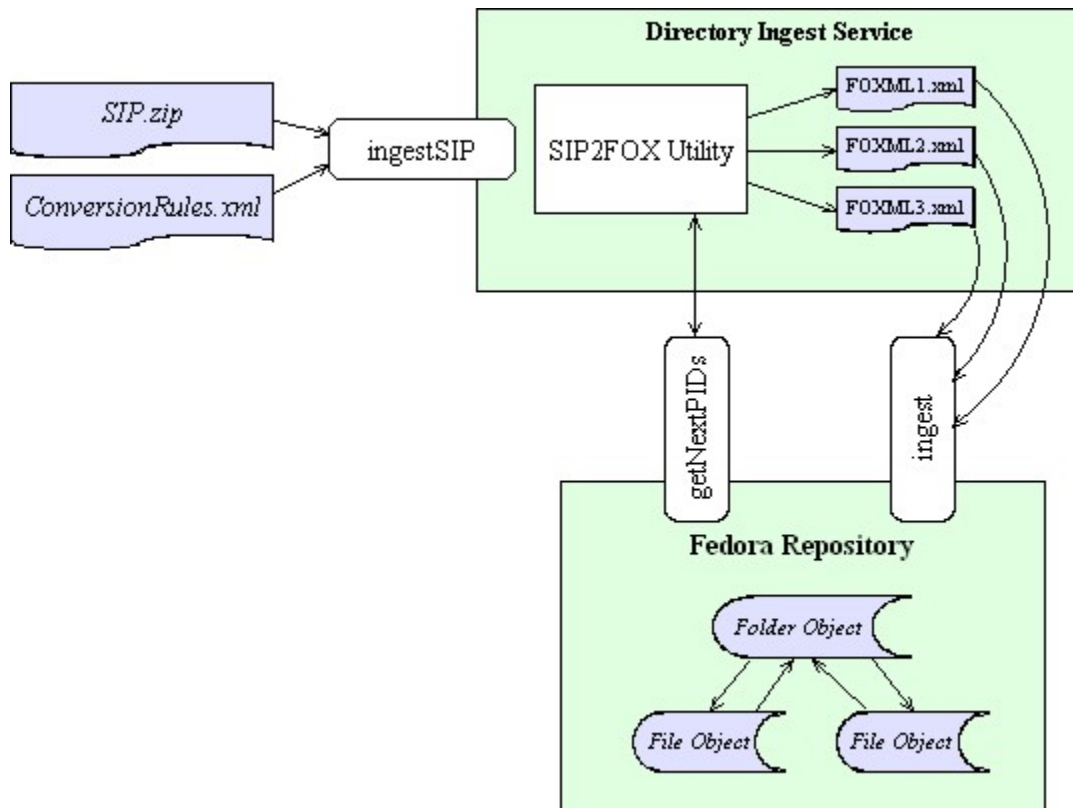 Directory Ingest Service
SIP.zip
ConversionRules.xml
ingestSIP
SIP2FOX Utility
FOXML1.xml
FOXML2.xml
FOXML3.xml
getNextPIDs
ingest
Fedora Repository
Folder Object
File Object
File Object